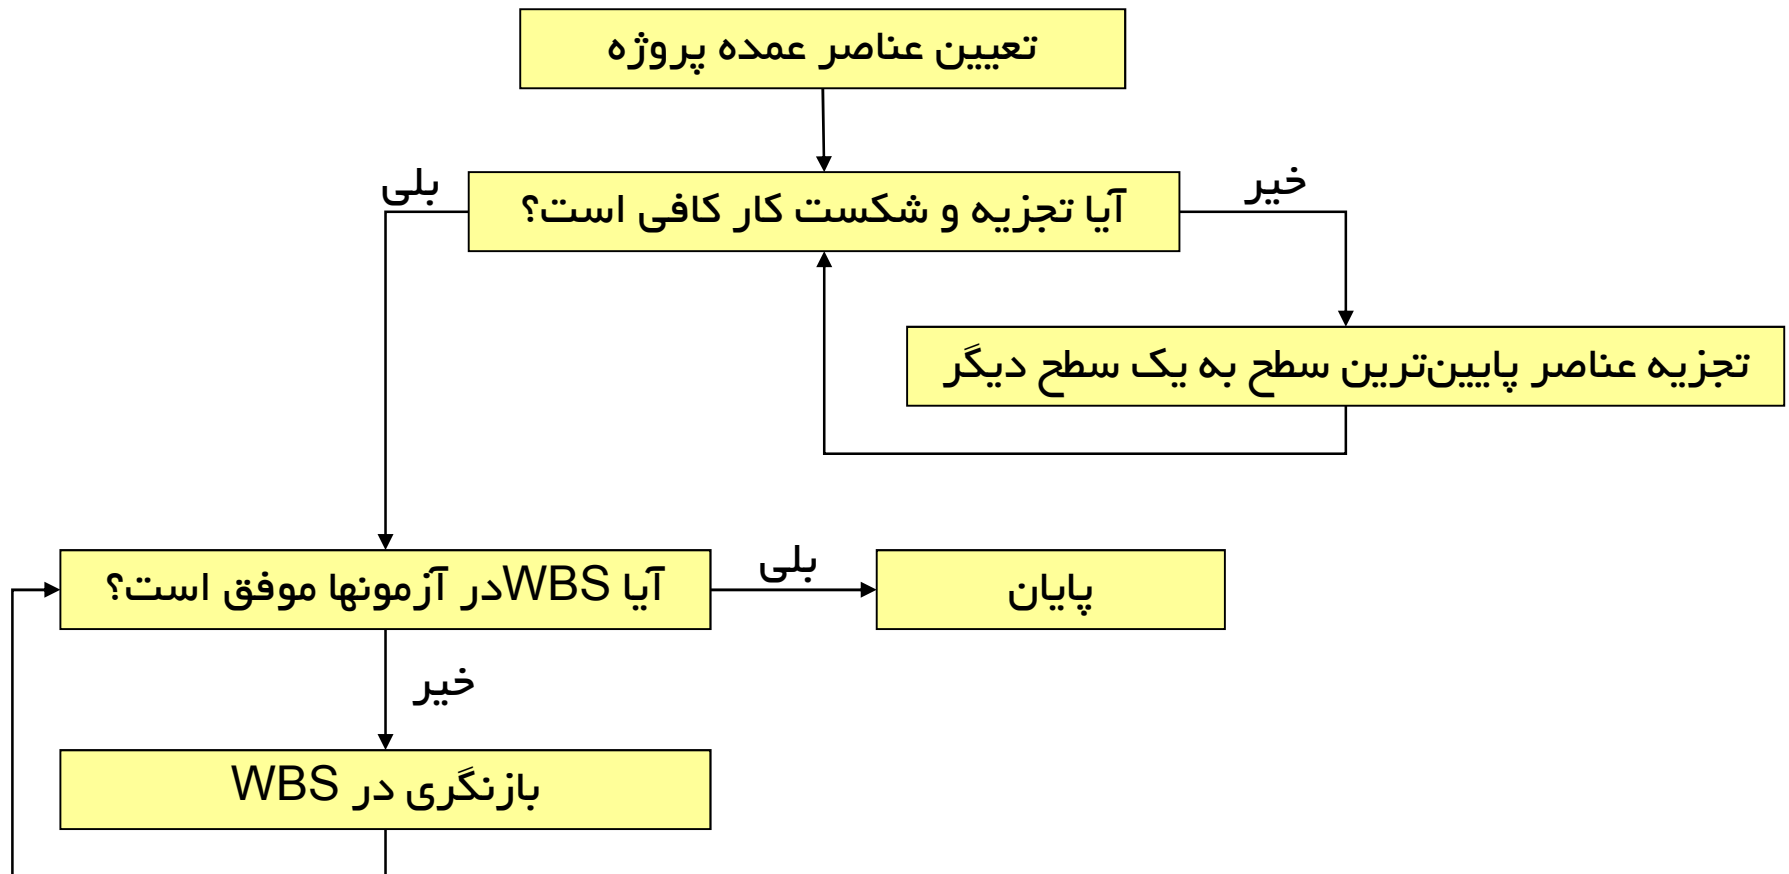 تعیین عناصر عمده پروژه
خیر
بلی
آیا تجزیه و شکست کار کافی است؟
تجزیه عناصر پایین‌ترین سطح به یک سطح دیگر
آیا WBSدر آزمونها موفق است؟
بلی
پایان
خیر
بازنگری در WBS